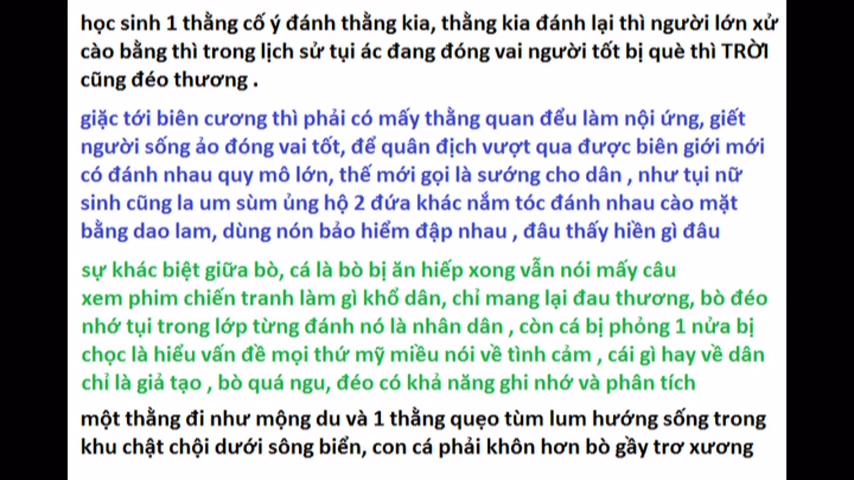 học sinh 1 thằng cố ý đánh thằng kia, thằng kia đánh lại thì người lớn xử
cào bằng thì trong lịch sử tụi ác đang đóng vai người tốt bị què thì TRỜI
cũng đéo thương .
giặc tới biên cương thì phải có mấy thằng quan đểu làm nội ứng, giết
người sống ảo đóng vai tốt, để quân địch vượt qua được biên giới mới
có đánh nhau quy mô lớn, thế mới gọi là sướng cho dân , như tụi nữ
sinh cũng la um sùm ủng hộ 2 đứa khác nắm tóc đánh nhau cào mặt
bằng dao lam, dùng nón bảo hiểm đập nhau , đâu thấy hiền gì đâu
sự khác biệt giữa bò, cá là bò bị ăn hiếp xong vẫn nói mấy câu
xem phim chiến tranh làm gì khổ dân, chỉ mang lại đau thương, bò đéo
nhớ tụi trong lớp từng đánh nó là nhân dân , còn cá bị phỏng 1 nửa bị
chọc là hiểu vấn đề mọi thứ mỹ miều nói về tình cảm , cái gì hay về dân
chỉ là giả tạo , bò quá ngu, đéo có khả năng ghi nhớ và phân tích
một thằng đi như mộng du và 1 thằng quẹo tùm lum hướng sống trong
khu chật chội dưới sông biển, con cá phải khôn hơn bò gầy trơ xương